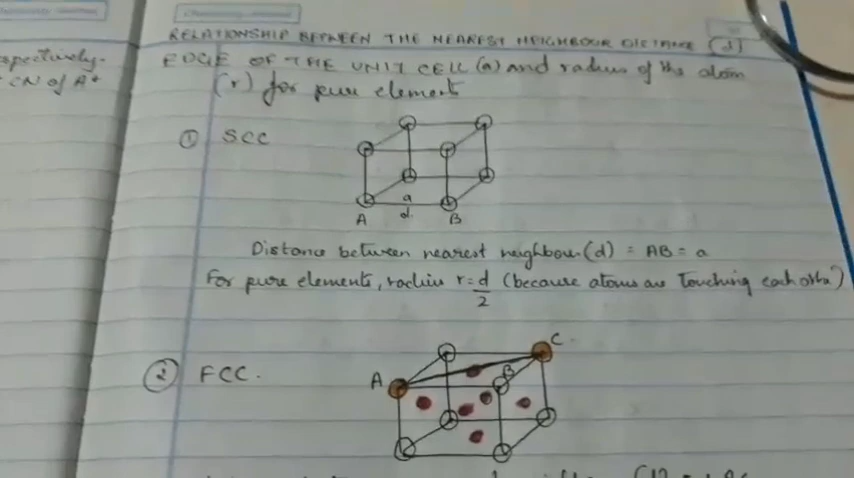 spectively.
CN of A+
RELATIONSHIP BETWEEN THE NEAREST NEIGHBOUR DISTANCE (d)
EDGE OF THE UNIT CELL (a) and radius of the atom
(r) for pure element
① SCC
a
A d. B
Distance between nearest neighbour (d) = AB = a
For pure elements, radius r = d/2 (because atoms are touching each other)
C
② FCC.
A
B